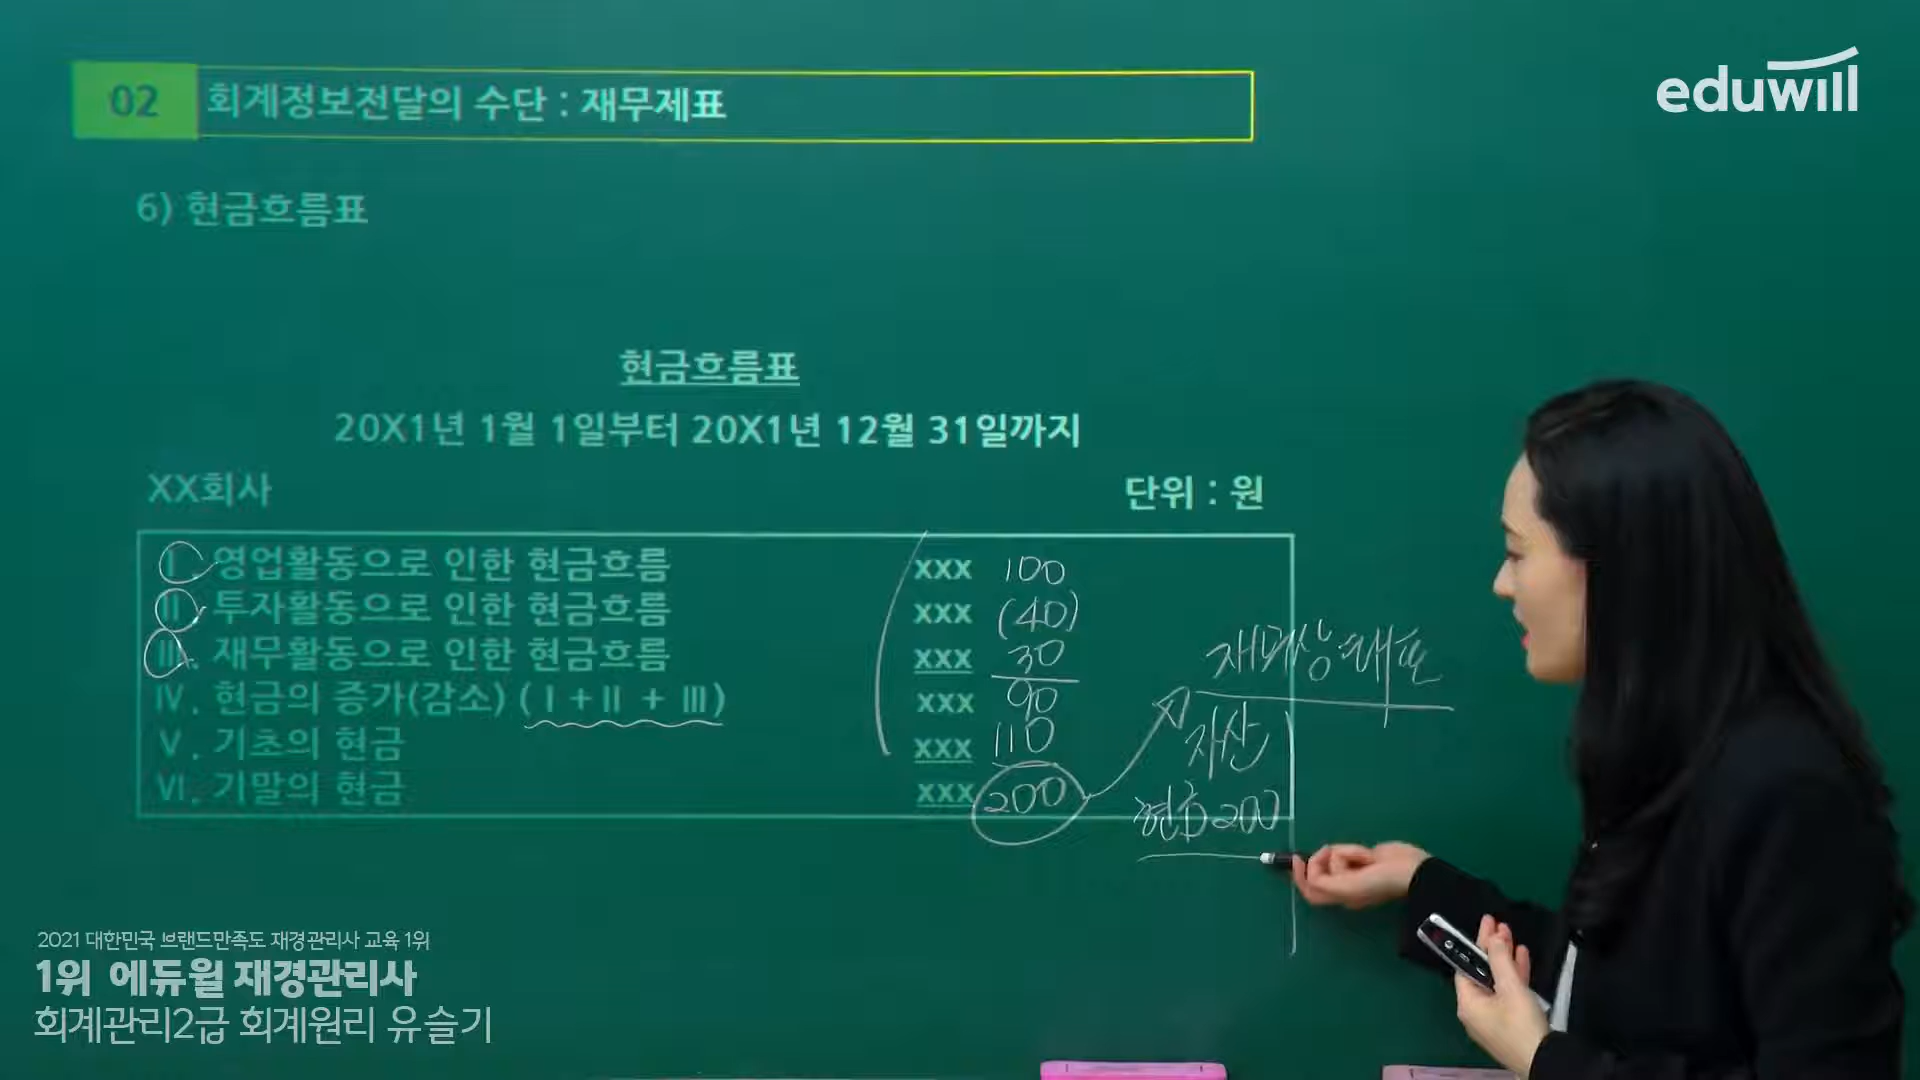 eduwill
02 회계정보전달의 수단 : 재무제표
6) 현금흐름표
현금흐름표
20X1년 1월 1일부터 20X1년 12월 31일까지
XX회사 단위 : 원
Ⅰ. 영업활동으로 인한 현금흐름 xxx 100
Ⅱ. 투자활동으로 인한 현금흐름 xxx (40)
Ⅲ. 재무활동으로 인한 현금흐름 xxx 30
Ⅳ. 현금의 증가(감소) (Ⅰ+Ⅱ + Ⅲ) xxx 90
Ⅴ. 기초의 현금 xxx 110
Ⅵ. 기말의 현금 xxx 200
재무상태표
자산
현금 200
2021 대한민국 브랜드만족도 재경관리사 교육 1위
1위 에듀윌 재경관리사
회계관리2급 회계원리 유슬기